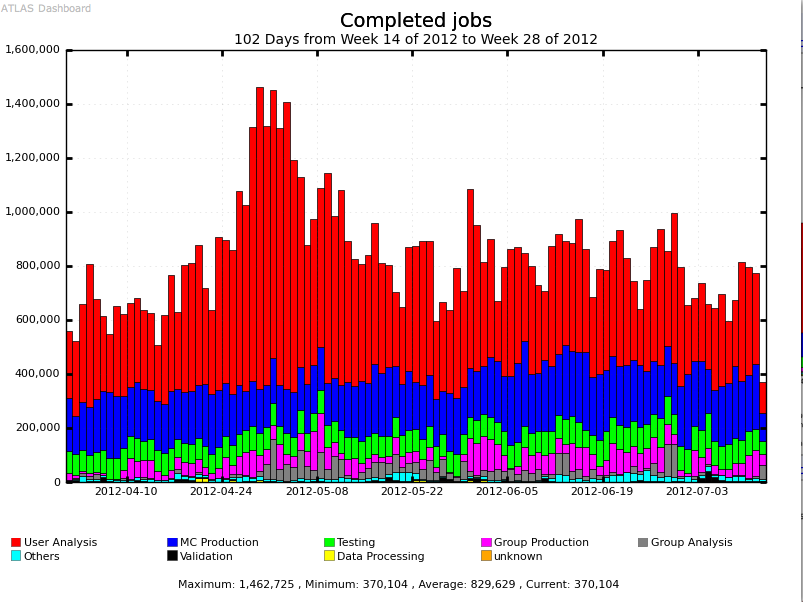 ATLAS Dashboard
Completed jobs
102 Days from Week 14 of 2012 to Week 28 of 2012
1,600,000
1,400,000
1,200,000
1,000,000
800,000
600,000
400,000
200,000
0
2012-04-10 2012-04-24 2012-05-08 2012-05-22 2012-06-05 2012-06-19 2012-07-03
User Analysis MC Production Testing Group Production Group Analysis
Others Validation Data Processing unknown
Maximum: 1,462,725 , Minimum: 370,104 , Average: 829,629 , Current: 370,104